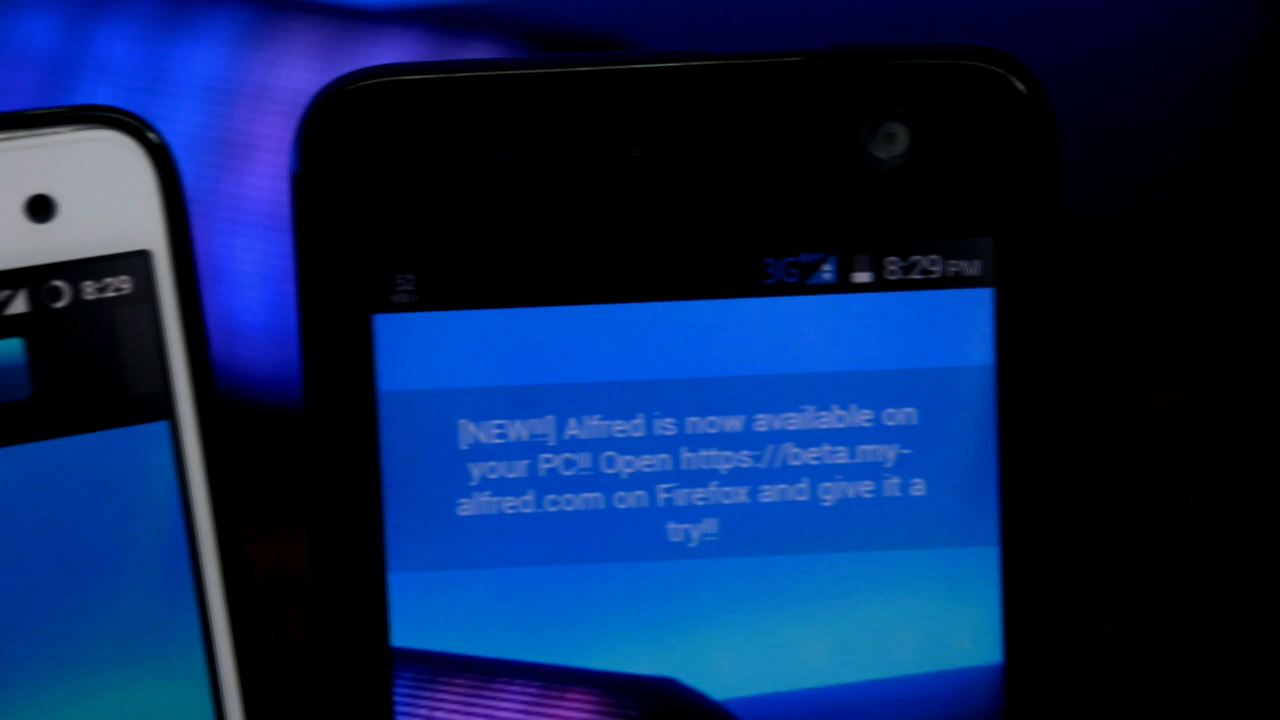 8:29
3G 8:29 PM
[NEW!!] Alfred is now available on
your PC!! Open https://beta.my-
alfred.com on Firefox and give it a
try!!